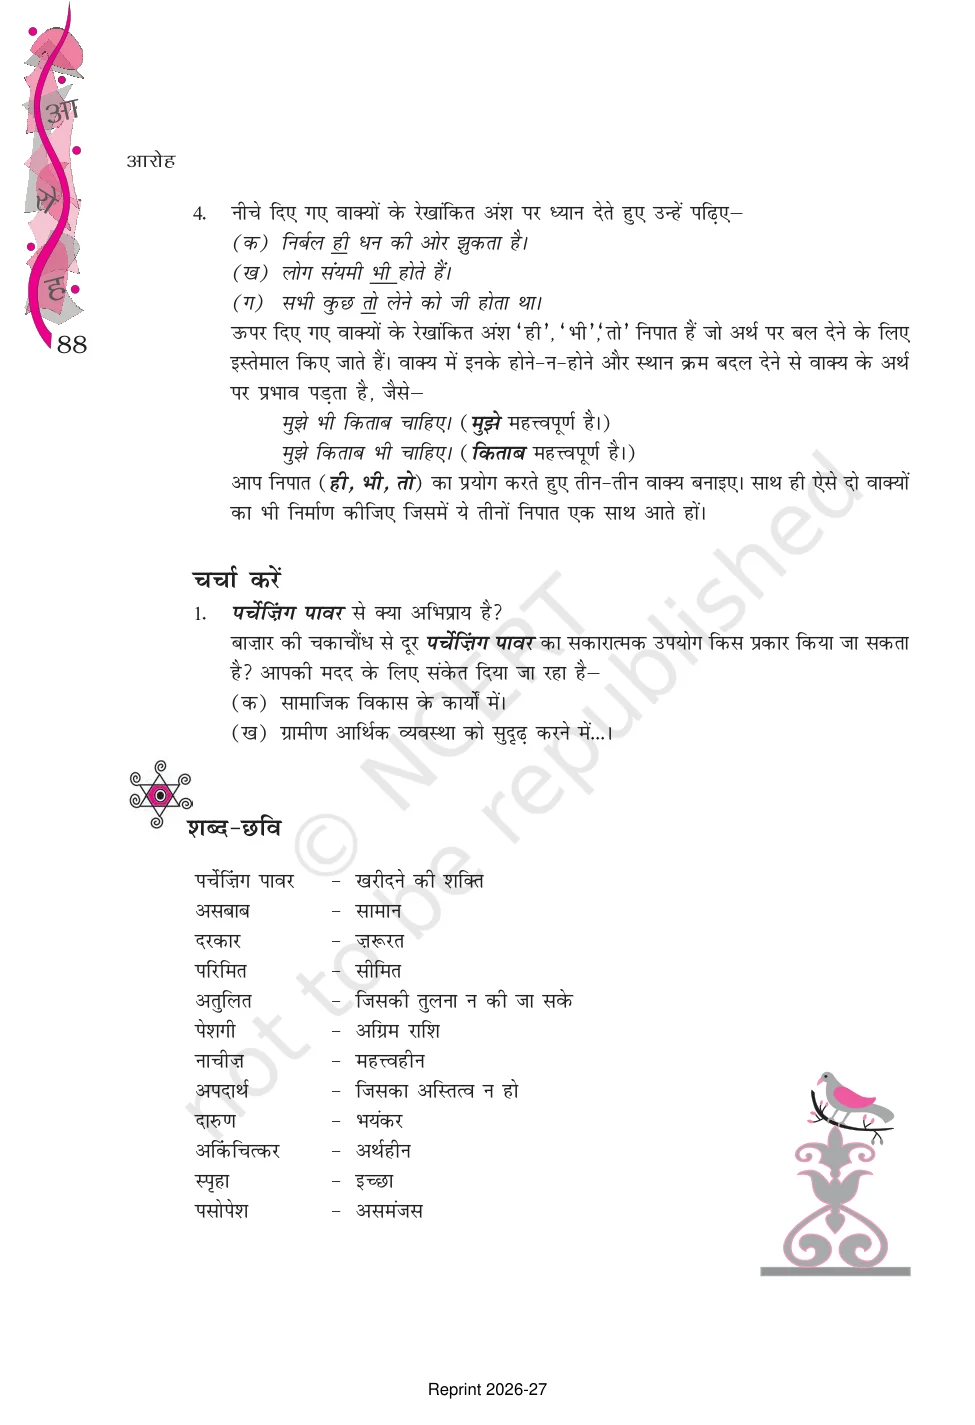 आ
रो
ह
88
आरोह
4. नीचे दिए गए वाक्यों के रेखांकित अंश पर ध्यान देते हुए उन्हें पढ़िए–
(क) निर्बल ही धन की ओर झुकता है।
(ख) लोग संयमी भी होते हैं।
(ग) सभी कुछ तो लेने को जी होता था।
ऊपर दिए गए वाक्यों के रेखांकित अंश ‘ही’, ‘भी’‘,तो’ निपात हैं जो अर्थ पर बल देने के लिए
इस्तेमाल किए जाते हैं। वाक्य में इनके होने-न-होने और स्थान क्रम बदल देने से वाक्य के अर्थ
पर प्रभाव पड़ता है, जैसे–
मुझे भी किताब चाहिए। (मुझे महत्त्वपूर्ण है।)
मुझे किताब भी चाहिए। (किताब महत्त्वपूर्ण है।)
आप निपात (ही, भी, तो) का प्रयोग करते हुए तीन-तीन वाक्य बनाइए। साथ ही ऐसे दो वाक्यों
का भी निर्माण कीजिए जिसमें ये तीनों निपात एक साथ आते हों।
चर्चा करें
1. पर्चेज़िंग पावर से क्या अभिप्राय है?
बाज़ार की चकाचौंध से दूर पर्चेज़िंग पावर का सकारात्मक उपयोग किस प्रकार किया जा सकता
है? आपकी मदद के लिए संकेत दिया जा रहा है–
(क) सामाजिक विकास के कार्यों में।
(ख) ग्रामीण आर्थिक व्यवस्था को सुदृढ़ करने में...।
शब्द-छवि
पर्चेज़िंग पावर - खरीदने की शक्ति
असबाब - सामान
दरकार - ज़रूरत
परिमित - सीमित
अतुलित - जिसकी तुलना न की जा सके
पेशगी - अग्रिम राशि
नाचीज़ - महत्त्वहीन
अपदार्थ - जिसका अस्तित्व न हो
दारुण - भयंकर
अकिंचित्कर - अर्थहीन
स्पृहा - इच्छा
पसोपेश - असमंजस
© NCERT
not to be republished
Reprint 2026-27